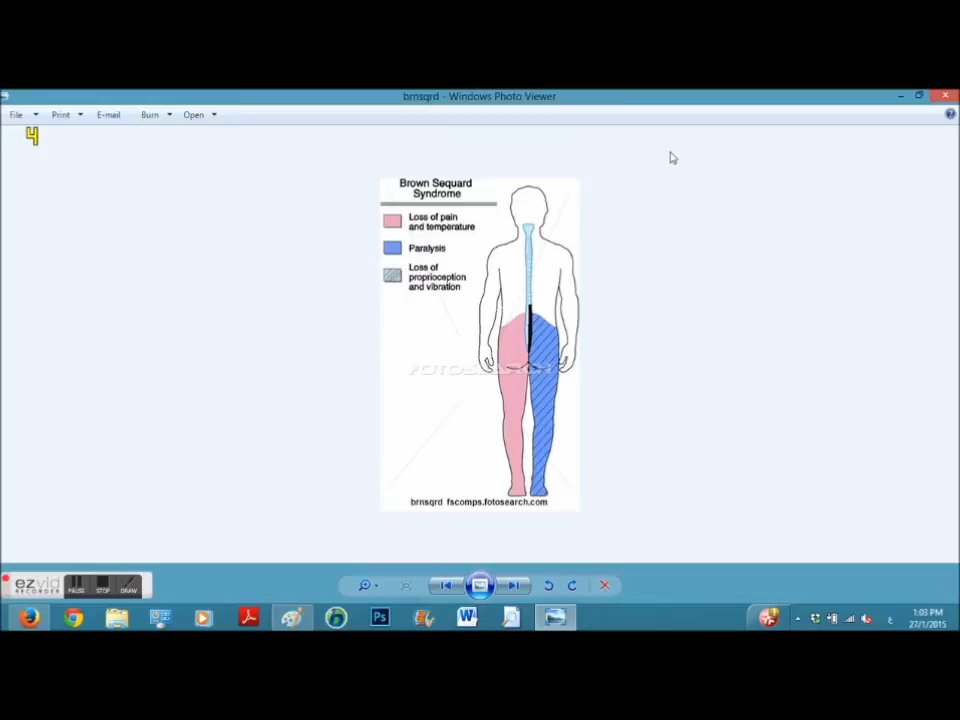 brnsqrd - Windows Photo Viewer
File Print E-mail Burn Open
4
Brown Sequard
Syndrome
Loss of pain
and temperature
Paralysis
Loss of
proprioception
and vibration
FOTOSEARCH
brnsqrd fscomps.fotosearch.com
ezvid
RECORDER
PAUSE STOP DRAW
Ps
W
ع
1:03 PM
27/1/2015